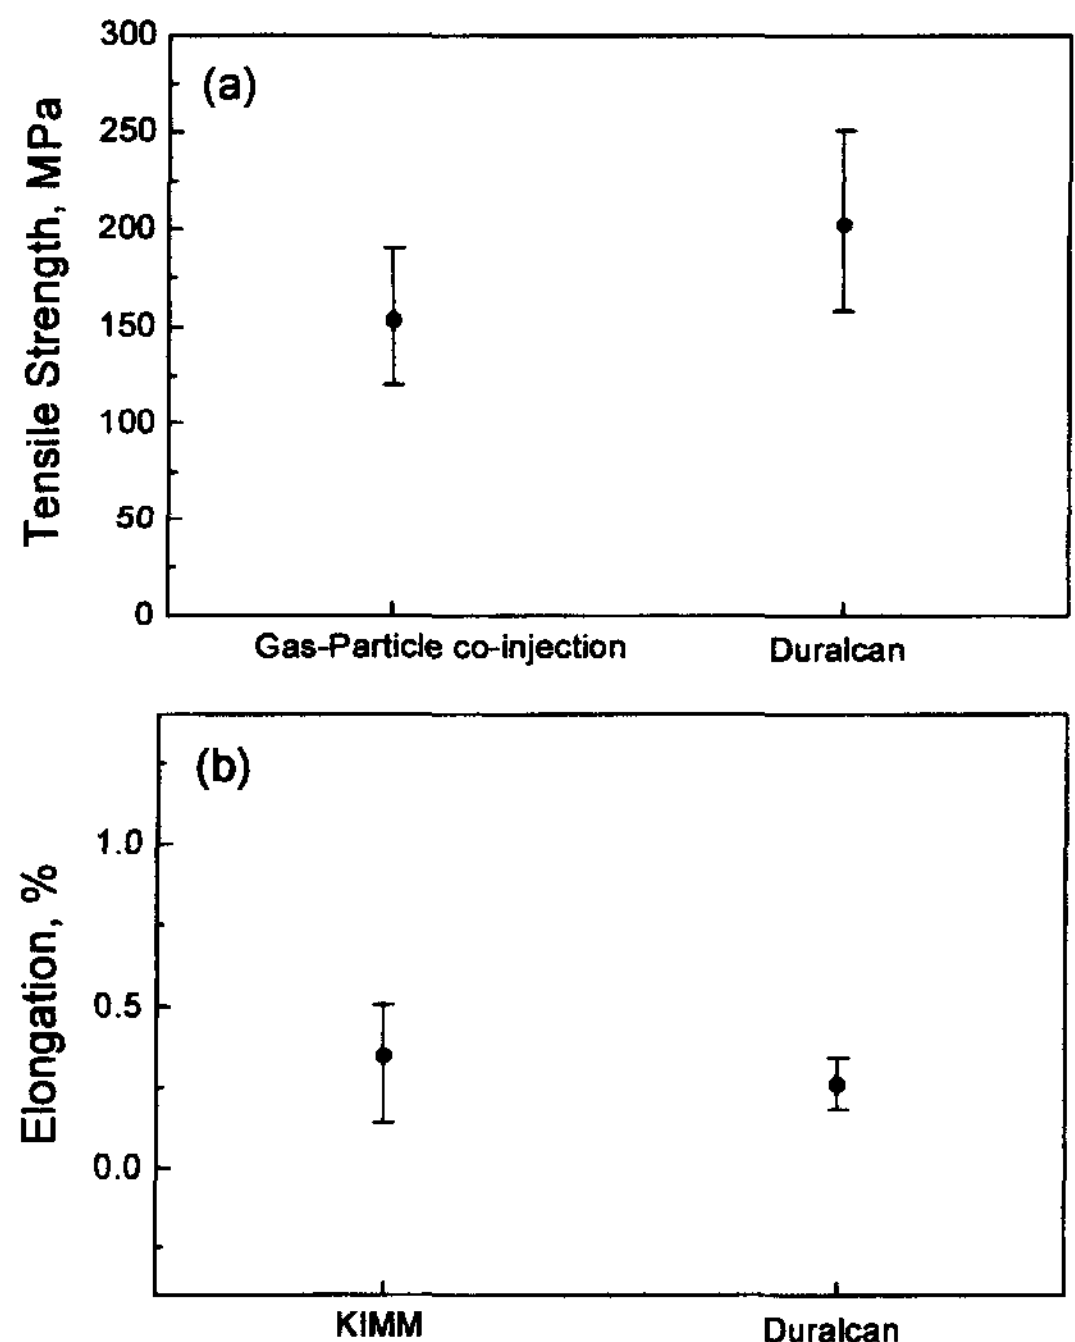 300
(a)
250
200
150
100
50
0
Tensile Strength, MPa
Gas-Particle co-injection
Duralcan
(b)
1.0
0.5
0.0
Elongation, %
KIMM
Duralcan